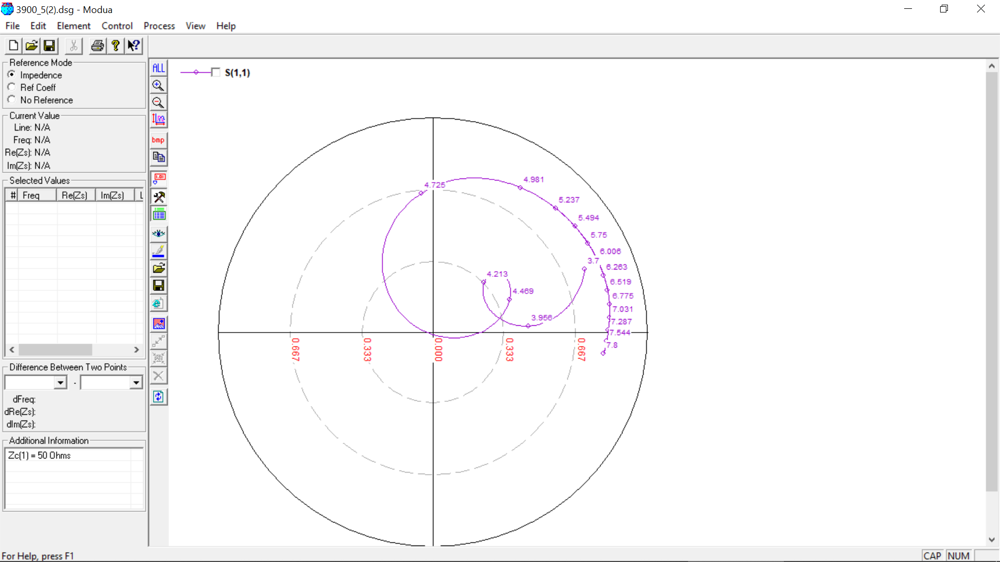 3900_5(2).dsg - Modua
File Edit Element Control Process View Help
Reference Mode
Impedence
Ref Coeff
No Reference
Current Value
Line: N/A
Freq: N/A
Re(Zs): N/A
Im(Zs): N/A
Selected Values
# Freq Re(Zs) Im(Zs) L
Difference Between Two Points
-
dFreq:
dRe(Zs):
dIm(Zs):
Additional Information
Zc(1) = 50 Ohms
ALL
bmp
1.01
S(1,1)
4.725
4.981
5.237
5.494
5.75
6.006
3.7
6.263
4.213
6.519
4.469
6.775
7.031
3.956
7.287
7.544
7.8
0.667
0.333
0.000
0.333
0.667
For Help, press F1
CAP NUM